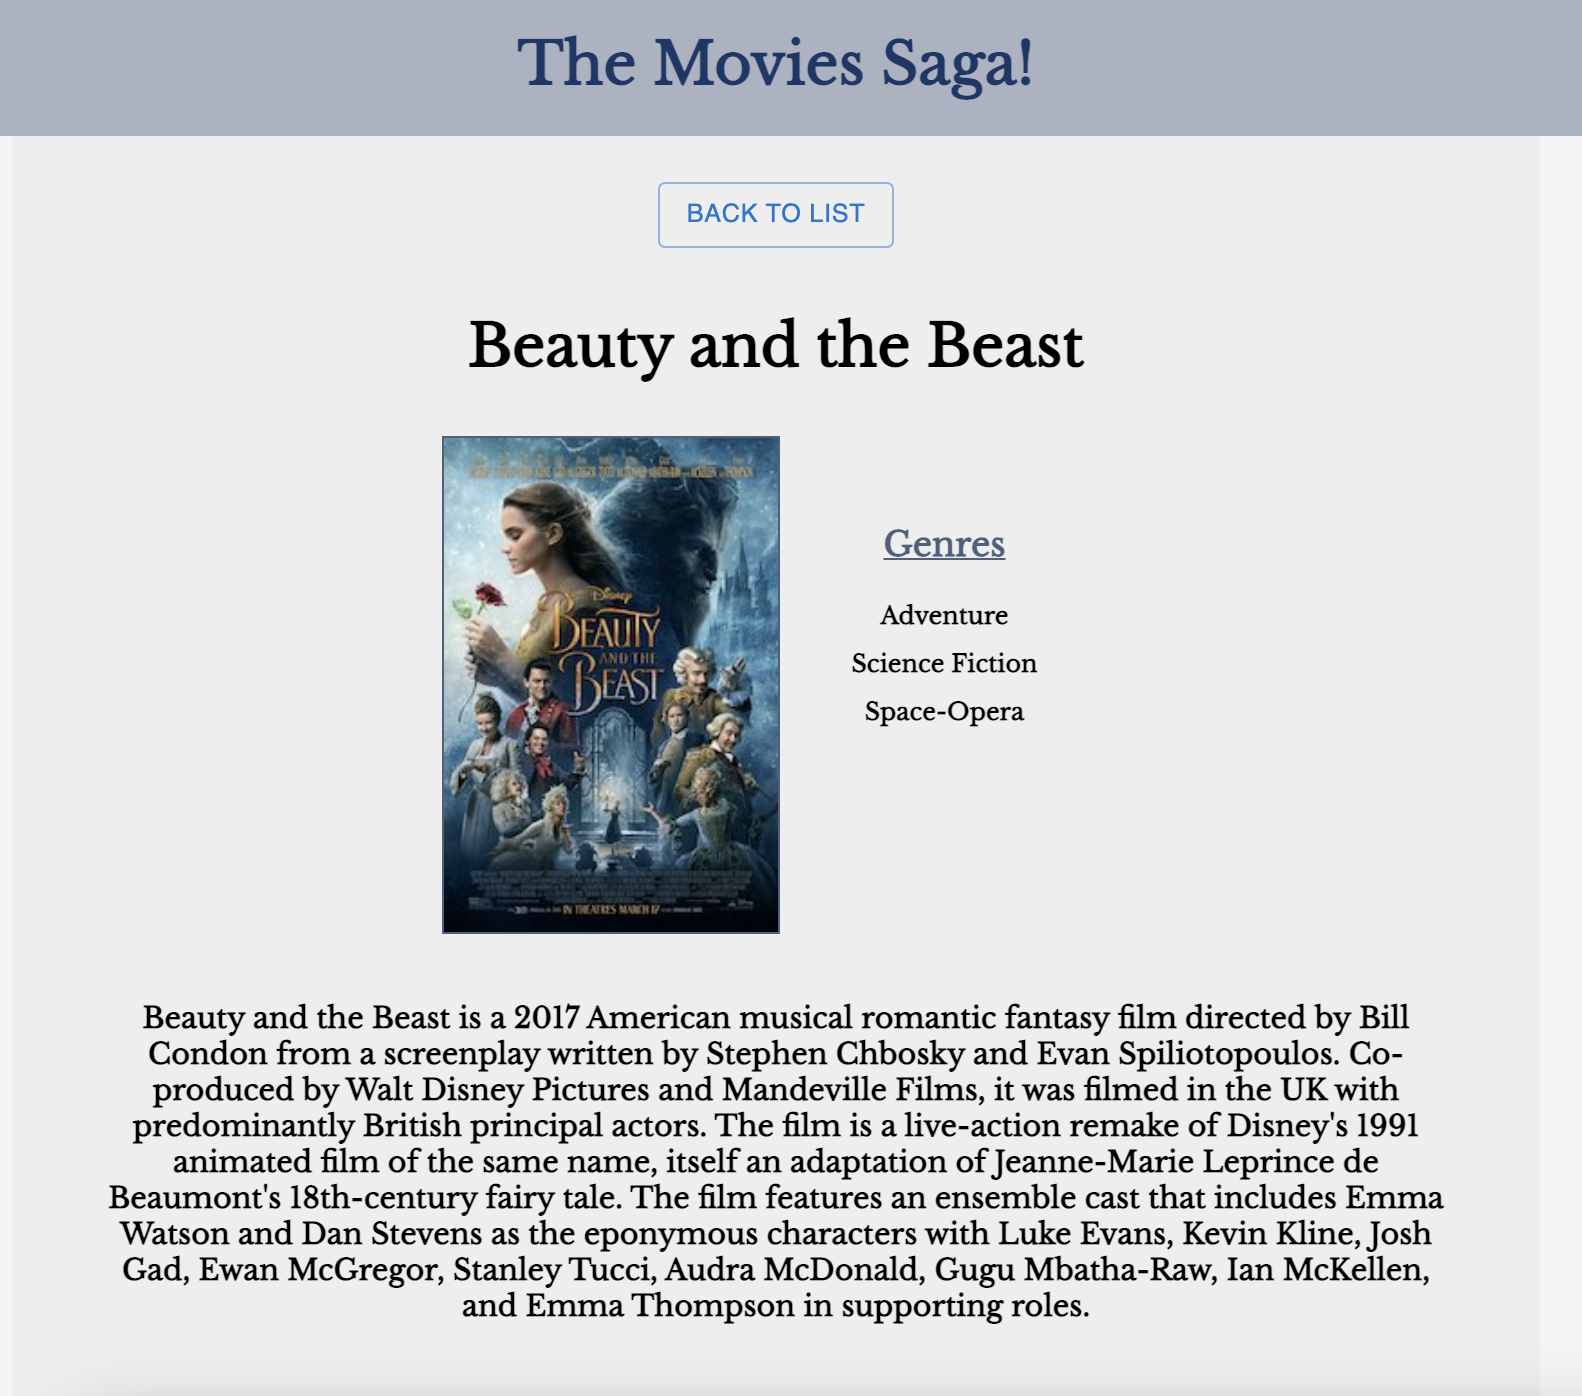 The Movies Saga!
BACK TO LIST
Beauty and the Beast
Disney
BEAUTY
AND THE
BEAST
IN THEATRES MARCH 17
Genres
Adventure
Science Fiction
Space-Opera
Beauty and the Beast is a 2017 American musical romantic fantasy film directed by Bill
Condon from a screenplay written by Stephen Chbosky and Evan Spiliotopoulos. Co-
produced by Walt Disney Pictures and Mandeville Films, it was filmed in the UK with
predominantly British principal actors. The film is a live-action remake of Disney's 1991
animated film of the same name, itself an adaptation of Jeanne-Marie Leprince de
Beaumont's 18th-century fairy tale. The film features an ensemble cast that includes Emma
Watson and Dan Stevens as the eponymous characters with Luke Evans, Kevin Kline, Josh
Gad, Ewan McGregor, Stanley Tucci, Audra McDonald, Gugu Mbatha-Raw, Ian McKellen,
and Emma Thompson in supporting roles.